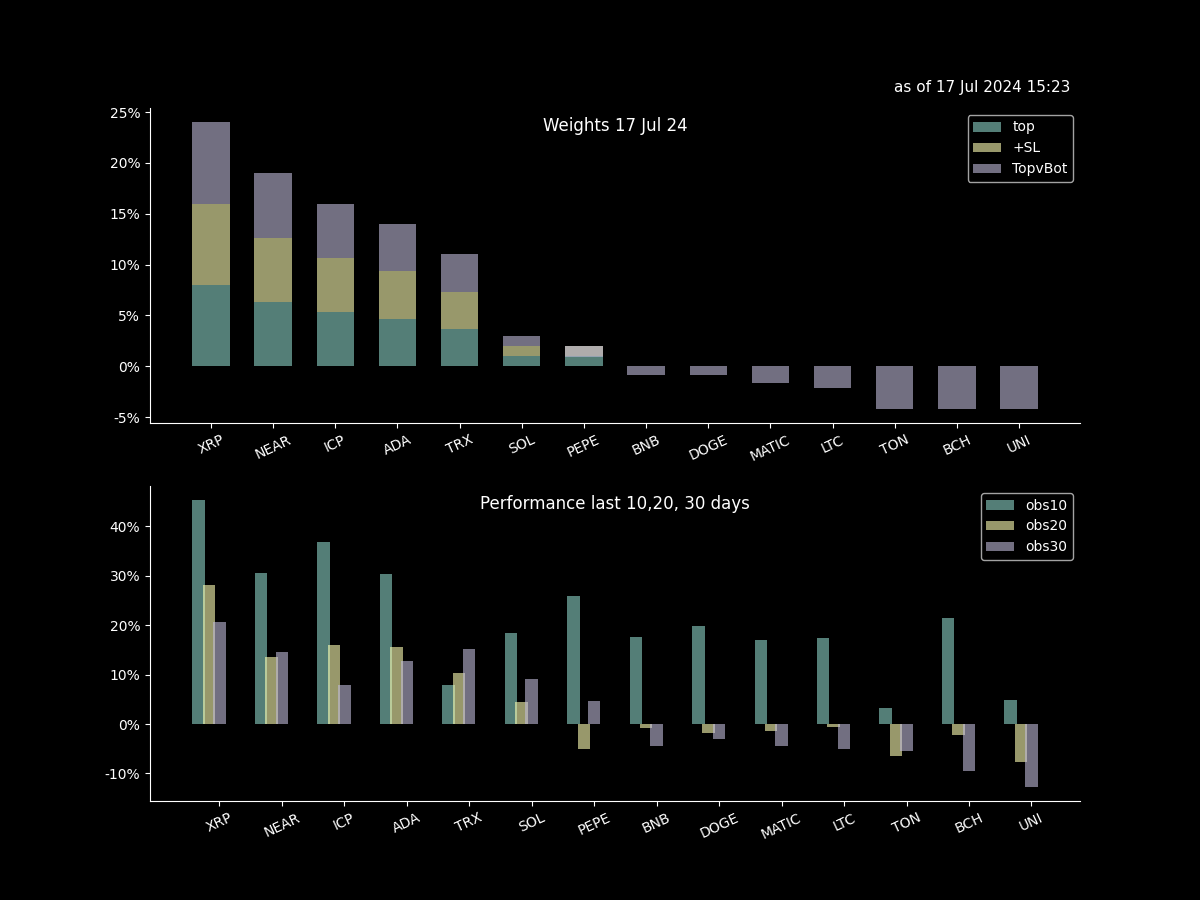 as of 17 Jul 2024 15:23
Weights 17 Jul 24
top
+SL
TopvBot
25%
20%
15%
10%
5%
0%
-5%
XRP NEAR ICP ADA TRX SOL PEPE BNB DOGE MATIC LTC TON BCH UNI
Performance last 10,20, 30 days
obs10
obs20
obs30
40%
30%
20%
10%
0%
-10%
XRP NEAR ICP ADA TRX SOL PEPE BNB DOGE MATIC LTC TON BCH UNI